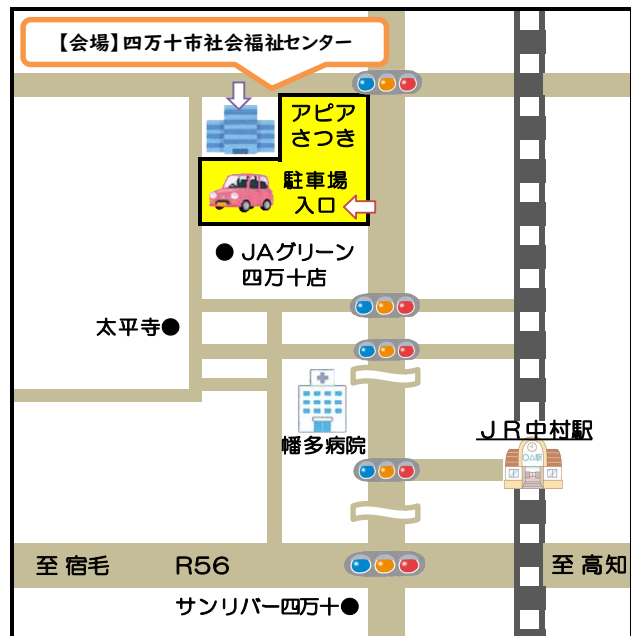 【会場】四万十市社会福祉センター
アピア
さつき
駐車場
入口
● JAグリーン
四万十店
太平寺●
幡多病院
JR中村駅
〇△駅
至 宿毛
R56
至 高知
サンリバー四万十●